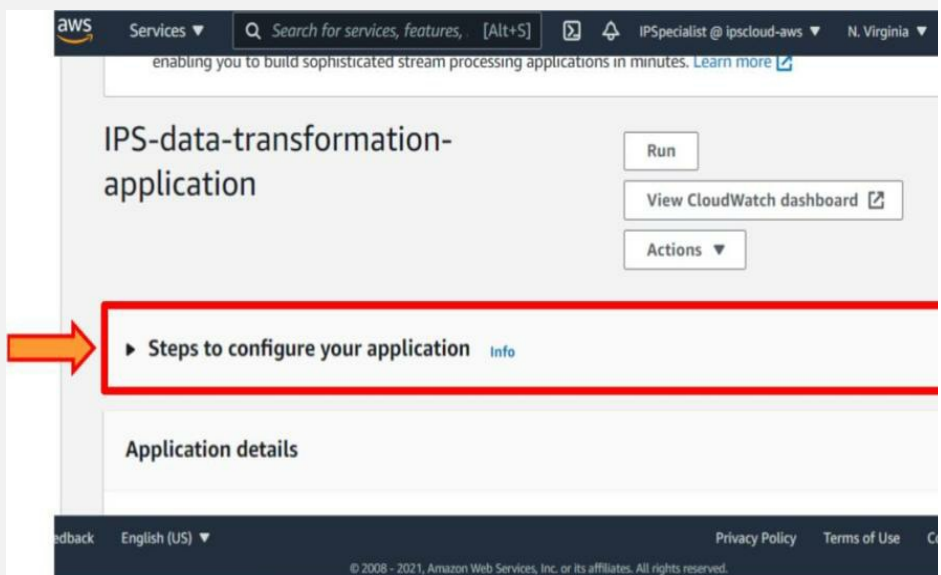 aws Services ▼ Search for services, features, . [Alt+S] IPSpecialist @ ipscloud-aws ▼ N. Virginia ▼
enabling you to build sophisticated stream processing applications in minutes. Learn more
IPS-data-transformation-
application
Run
View CloudWatch dashboard
Actions ▼
▶ Steps to configure your application Info
Application details
edback English (US) ▼ Privacy Policy Terms of Use Co
© 2008 - 2021, Amazon Web Services, Inc. or its affiliates. All rights reserved.